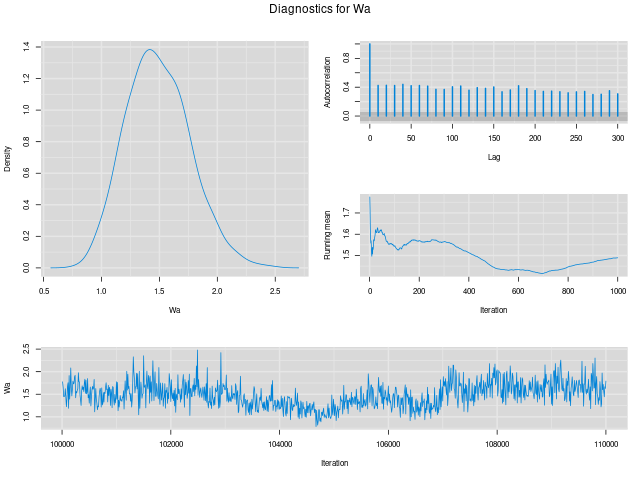 Diagnostics for Wa
Density
0.0 0.2 0.4 0.6 0.8 1.0 1.2 1.4
0.5 1.0 1.5 2.0 2.5
Wa
Autocorrelation
0.0 0.4 0.8
0 50 100 150 200 250 300
Lag
Running mean
1.5 1.6 1.7
0 200 400 600 800 1000
Iteration
Wa
1.0 1.5 2.0 2.5
100000 102000 104000 106000 108000 110000
Iteration